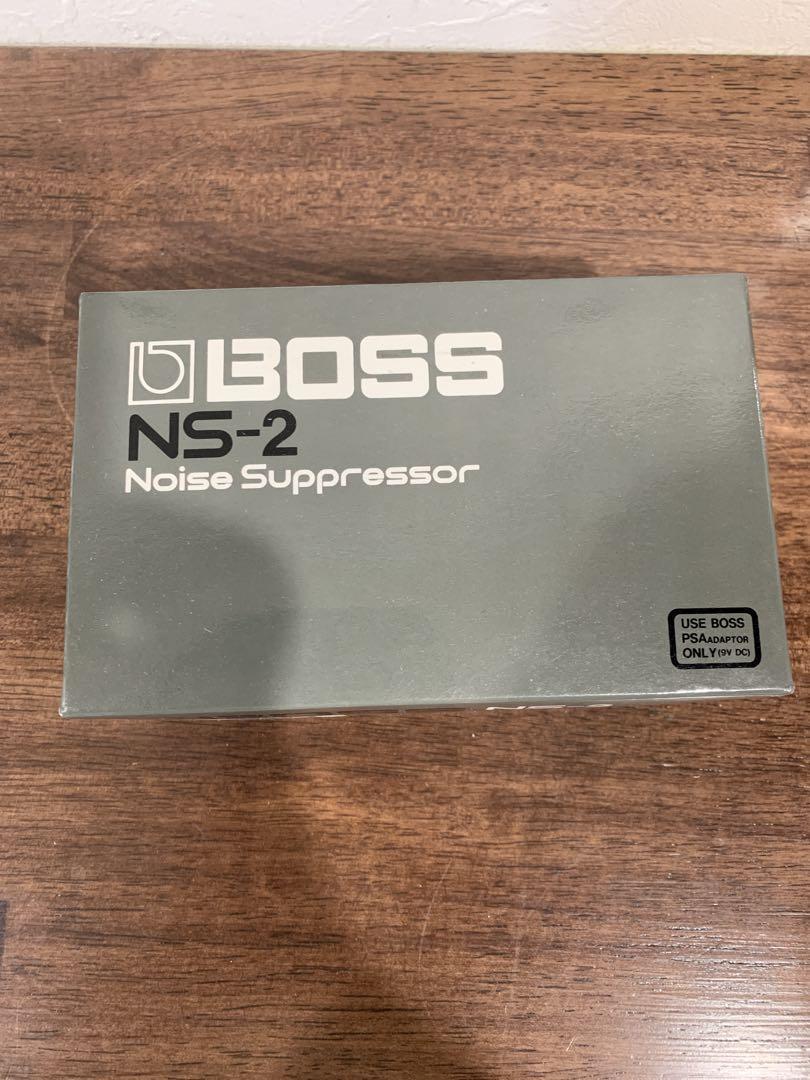 BOSS
NS-2
Noise Suppressor
USE BOSS
PSA ADAPTOR
ONLY (9V DC)